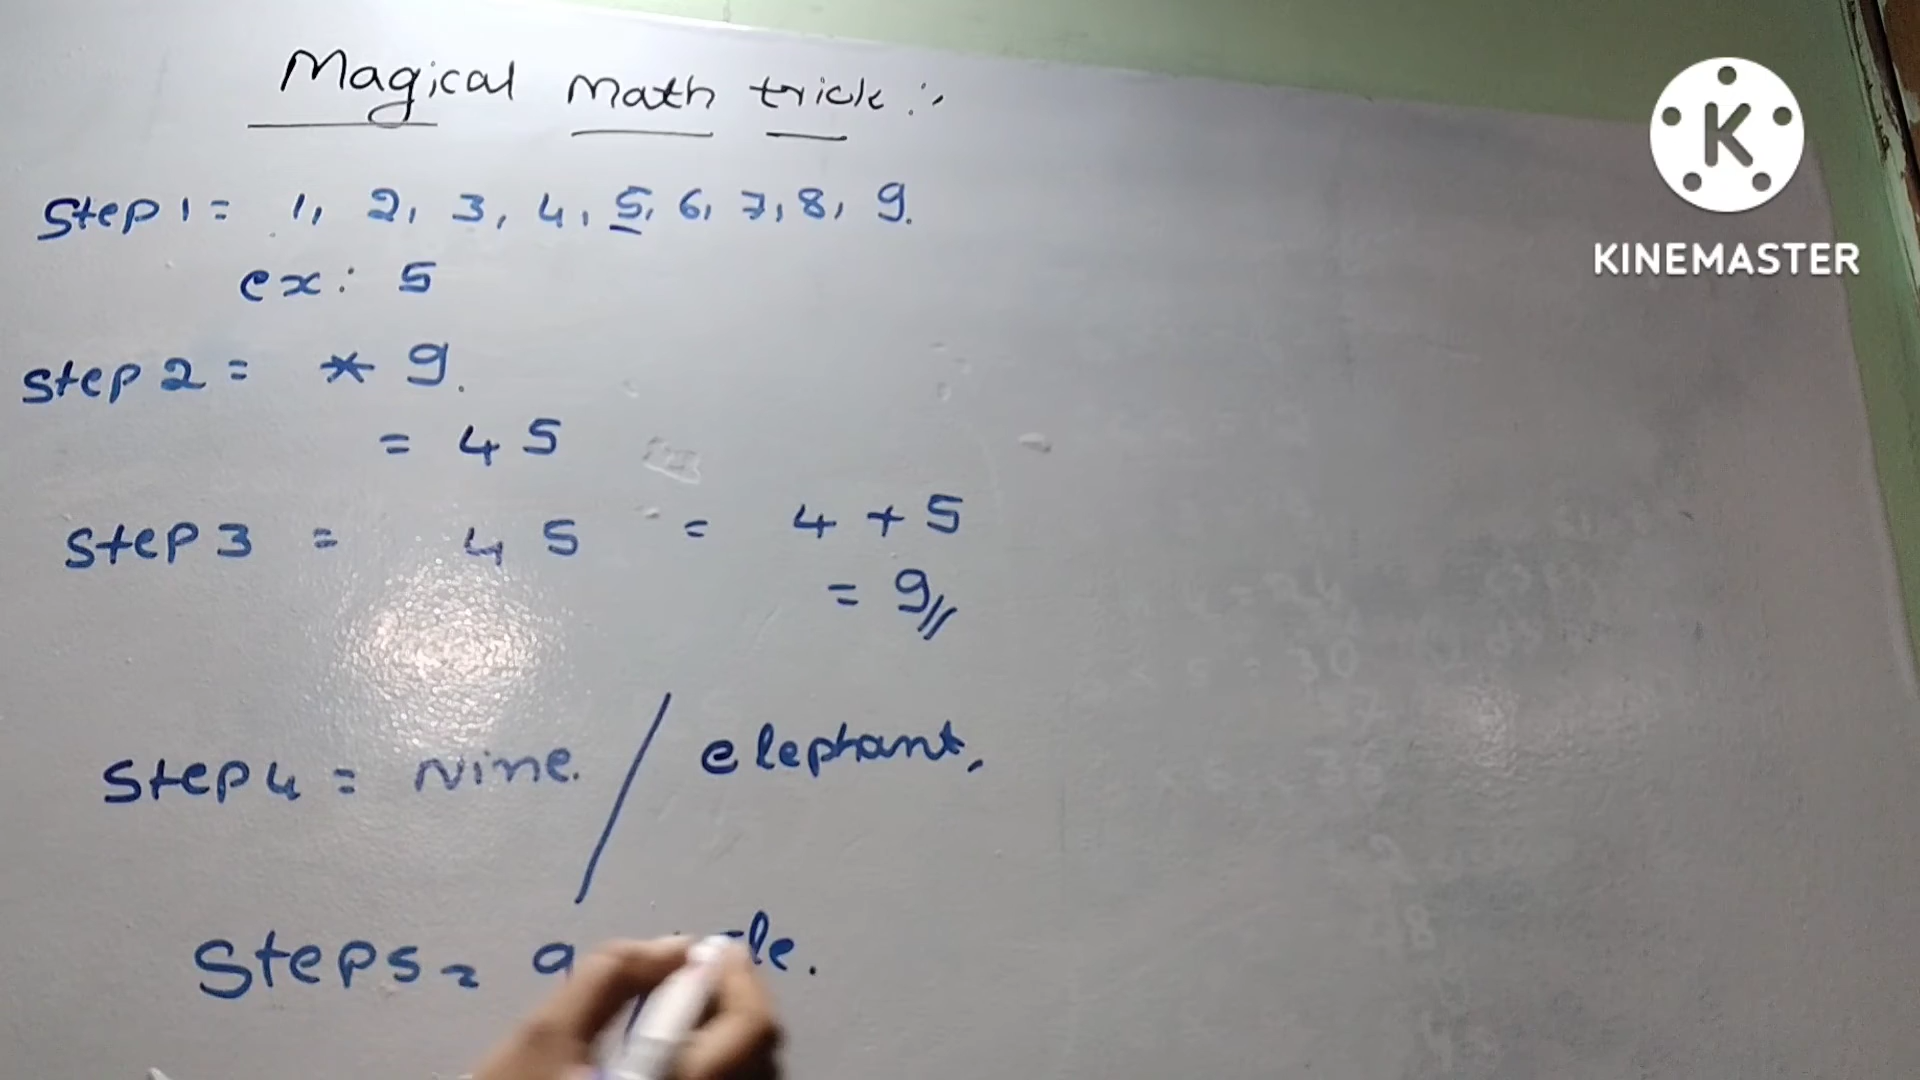 Magical Math trick :-
Step 1 = 1, 2, 3, 4, 5, 6, 7, 8, 9.
ex: 5
Step 2 = * 9.
= 45
Step 3 = 45 = 4 + 5
= 9//
Step 4 = Nine. / elephant,
Step5 =
K
KINEMASTER